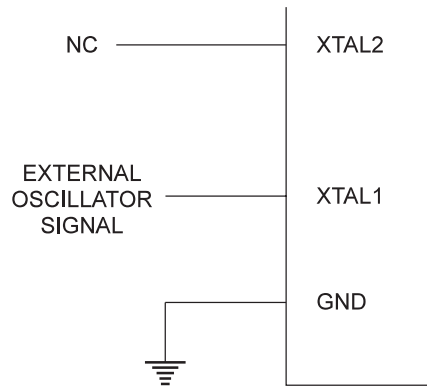 NC
XTAL2
EXTERNAL
OSCILLATOR
SIGNAL
XTAL1
GND